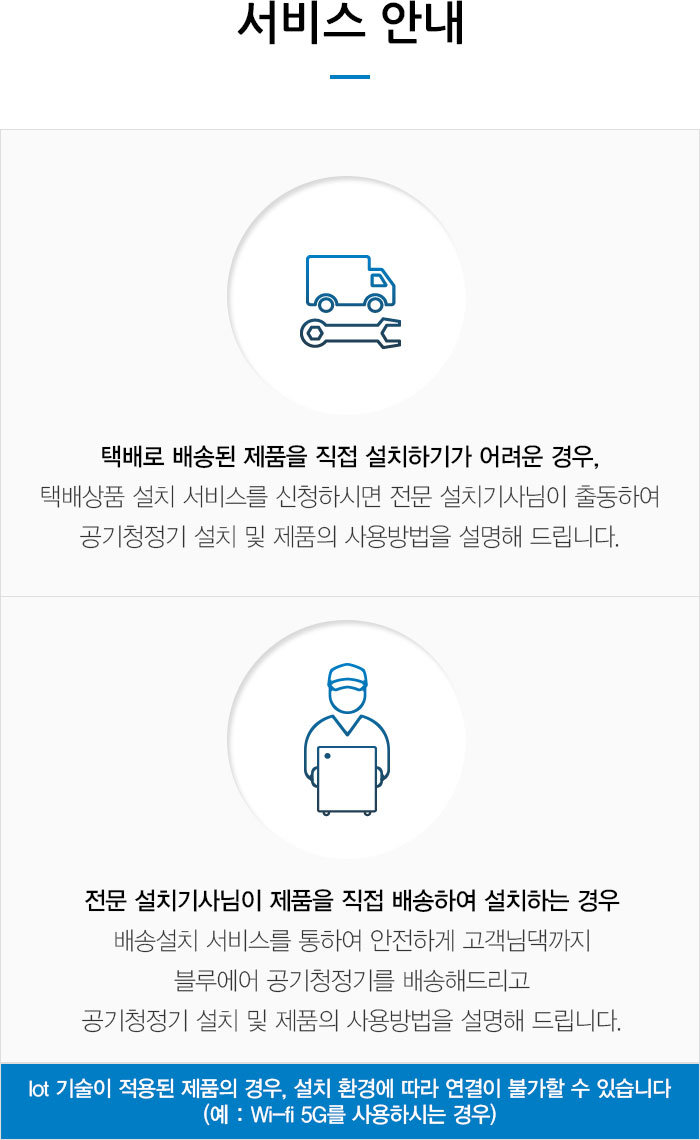 서비스 안내
택배로 배송된 제품을 직접 설치하기가 어려운 경우,
택배상품 설치 서비스를 신청하시면 전문 설치기사님이 출동하여
공기청정기 설치 및 제품의 사용방법을 설명해 드립니다.
전문 설치기사님이 제품을 직접 배송하여 설치하는 경우
배송설치 서비스를 통하여 안전하게 고객님댁까지
블루에어 공기청정기를 배송해드리고
공기청정기 설치 및 제품의 사용방법을 설명해 드립니다.
Iot 기술이 적용된 제품의 경우, 설치 환경에 따라 연결이 불가할 수 있습니다
(예 : Wi-fi 5G를 사용하시는 경우)